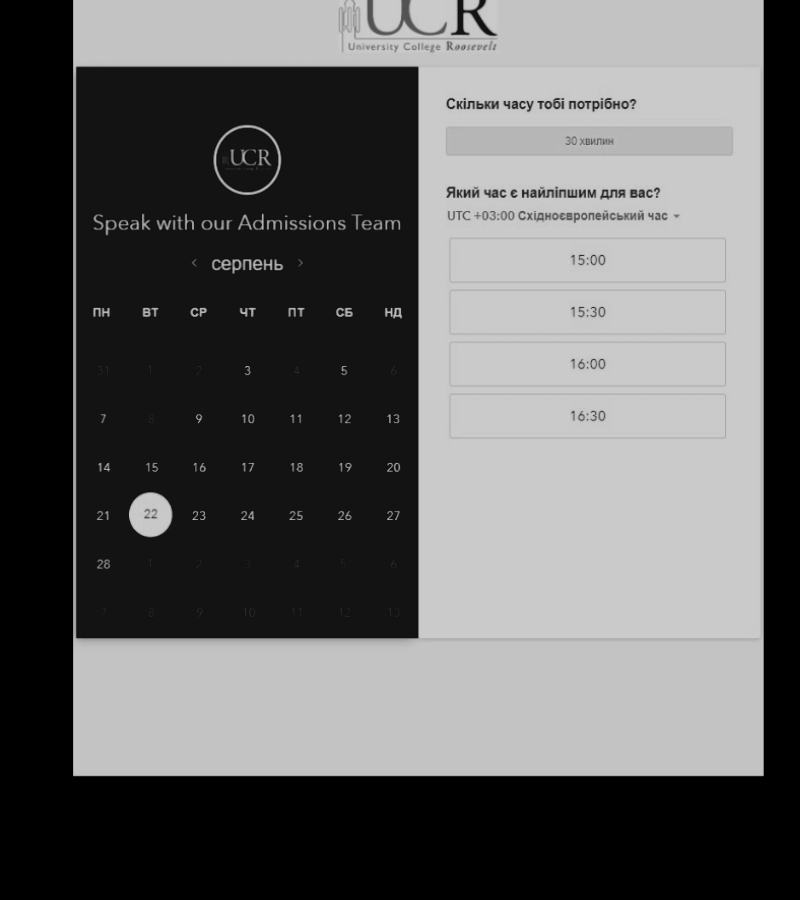 UCR
University College Roosevelt
UCR
Speak with our Admissions Team
‹ серпень ›
ПН ВТ СР ЧТ ПТ СБ НД
31 1 2 3 4 5 6
7 8 9 10 11 12 13
14 15 16 17 18 19 20
21 22 23 24 25 26 27
28 1 2 3 4 5 6
7 8 9 10 11 12 13
Скільки часу тобі потрібно?
30 хвилин
Який час є найліпшим для вас?
UTC +03:00 Східноєвропейський час
15:00
15:30
16:00
16:30